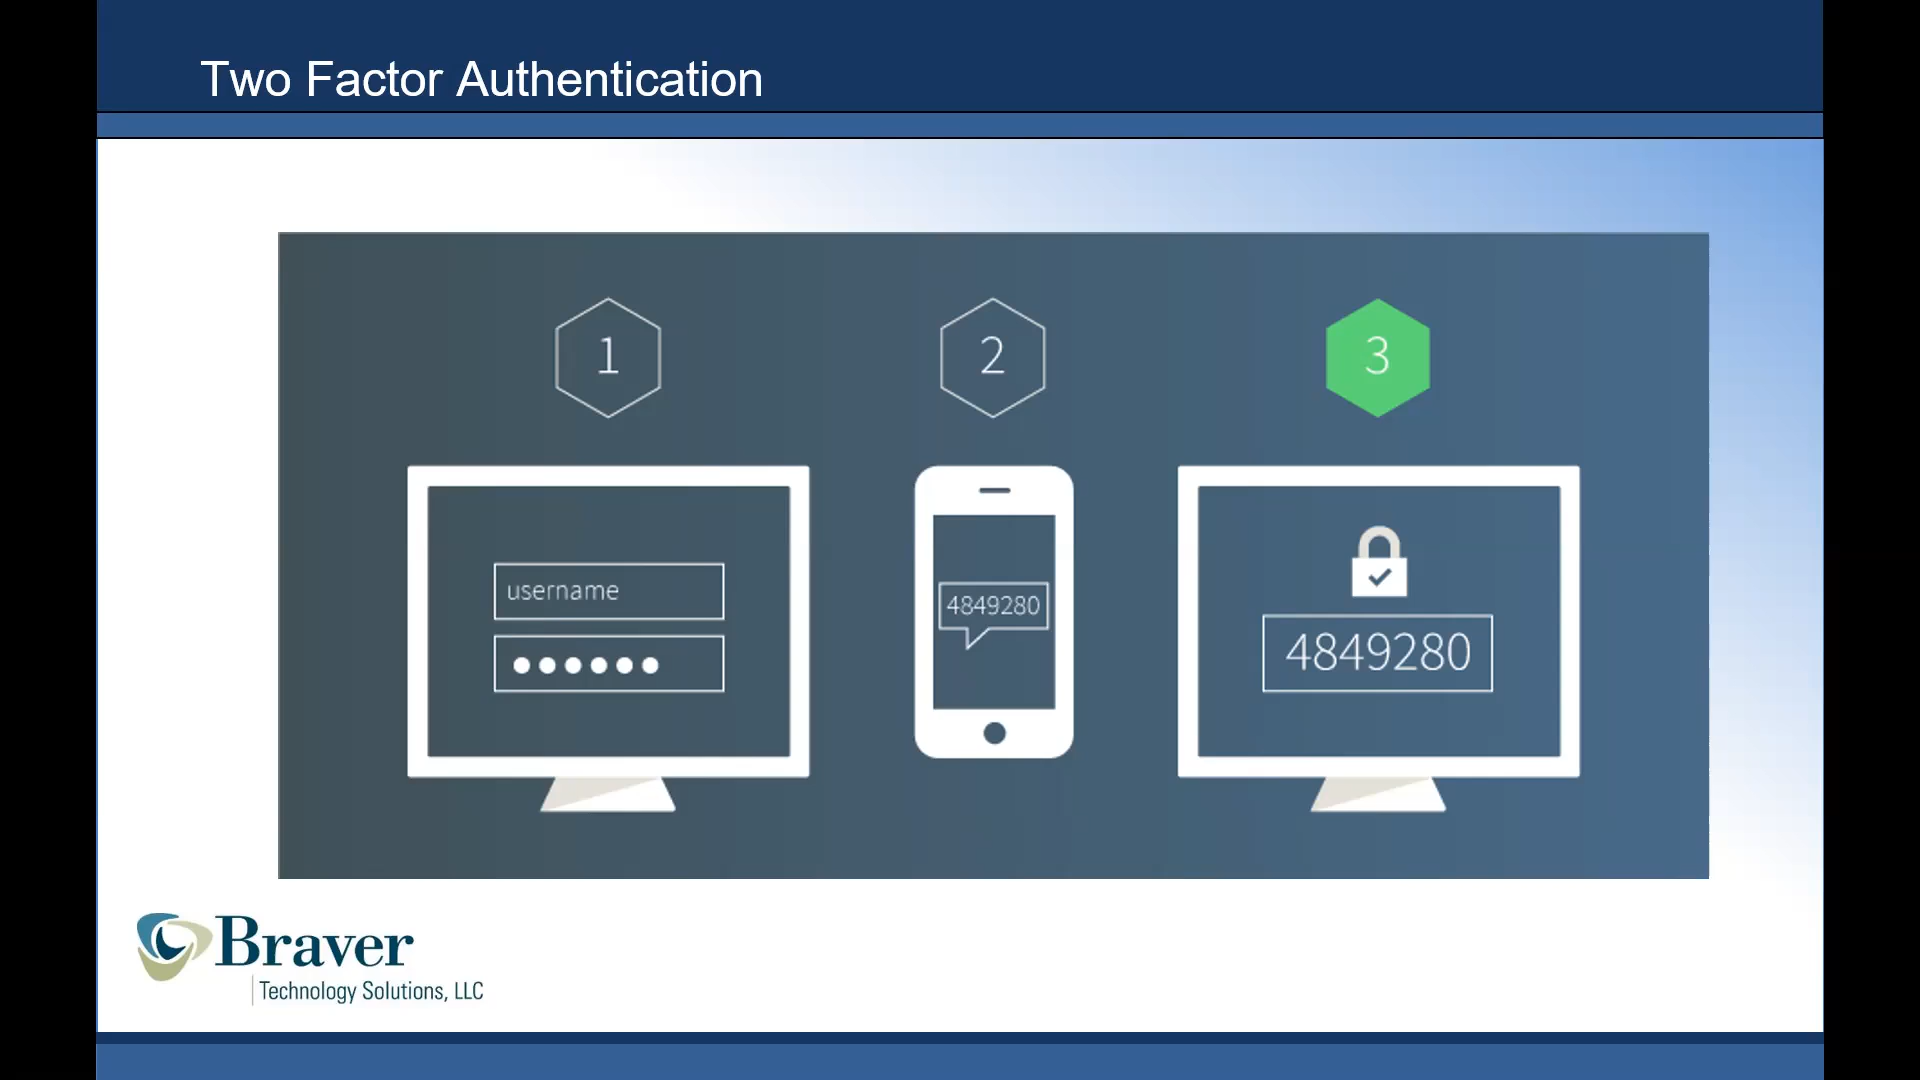 Two Factor Authentication
1
2
3
username
4849280
4849280
Braver
Technology Solutions, LLC